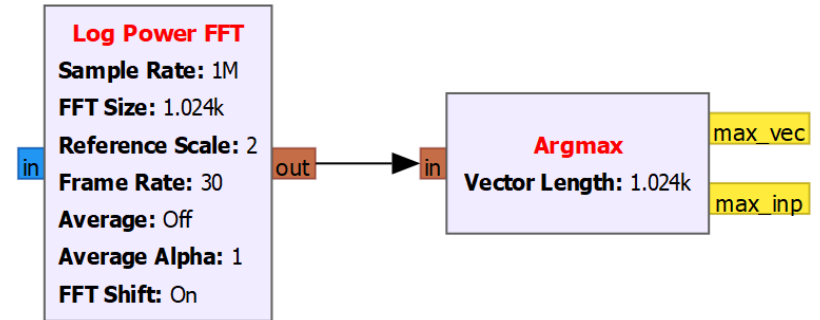 Log Power FFT
Sample Rate: 1M
FFT Size: 1.024k
Reference Scale: 2
Frame Rate: 30
Average: Off
Average Alpha: 1
FFT Shift: On
in
out
in
Argmax
Vector Length: 1.024k
max_vec
max_inp